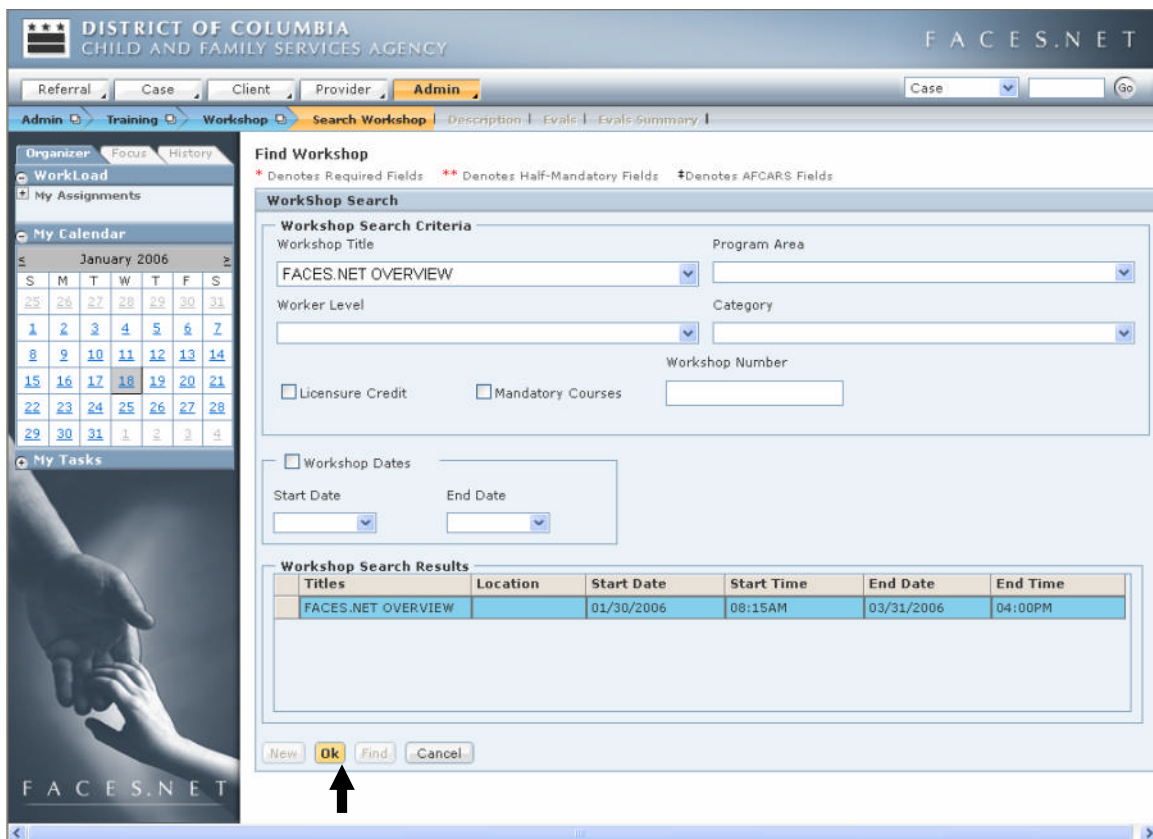 DISTRICT OF COLUMBIA
CHILD AND FAMILY SERVICES AGENCY
FACES.NET
Referral Case Client Provider Admin Case Go
Admin Training Workshop Search Workshop Description Evals Evals Summary
Organizer Focus History
WorkLoad
My Assignments
My Calendar
< January 2006 >
S M T W T F S
25 26 27 28 29 30 31
1 2 3 4 5 6 7
8 9 10 11 12 13 14
15 16 17 18 19 20 21
22 23 24 25 26 27 28
29 30 31 1 2 3 4
My Tasks
FACES.NET
Find Workshop
* Denotes Required Fields ** Denotes Half-Mandatory Fields ‡Denotes AFCARS Fields
WorkShop Search
Workshop Search Criteria
Workshop Title Program Area
FACES.NET OVERVIEW
Worker Level Category
Workshop Number
Licensure Credit Mandatory Courses
Workshop Dates
Start Date End Date
Workshop Search Results
Titles Location Start Date Start Time End Date End Time
FACES.NET OVERVIEW 01/30/2006 08:15AM 03/31/2006 04:00PM
New Ok Find Cancel